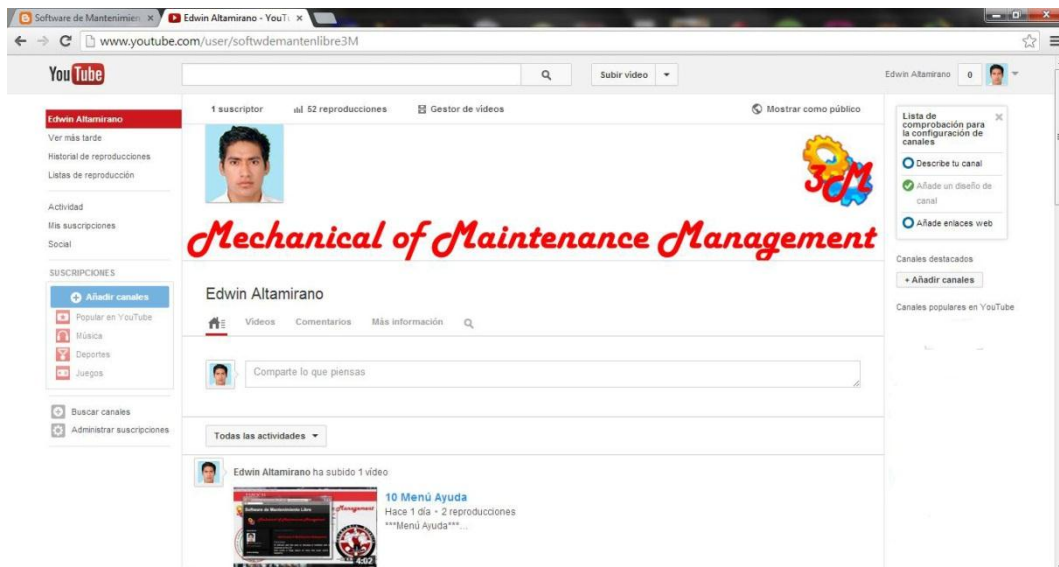 Software de Mantenimien
Edwin Altamirano - YouTu
www.youtube.com/user/softwdemantenlibre3M
YouTube
Subir vídeo
Edwin Altamirano 0
Edwin Altamirano
Ver más tarde
Historial de reproducciones
Listas de reproducción
Actividad
Mis suscripciones
Social
SUSCRIPCIONES
Añadir canales
Popular en YouTube
Música
Deportes
Juegos
Buscar canales
Administrar suscripciones
1 suscriptor 52 reproducciones Gestor de vídeos Mostrar como público
3M
Mechanical of Maintenance Management
Edwin Altamirano
Vídeos Comentarios Más información
Comparte lo que piensas
Todas las actividades
Edwin Altamirano ha subido 1 vídeo
Software de Mantenimiento Libre
4:02
10 Menú Ayuda
Hace 1 día - 2 reproducciones
***Menú Ayuda***...
Lista de
comprobación para
la configuración de
canales
Describe tu canal
Añade un diseño de
canal
Añade enlaces web
Canales destacados
+ Añadir canales
Canales populares en YouTube